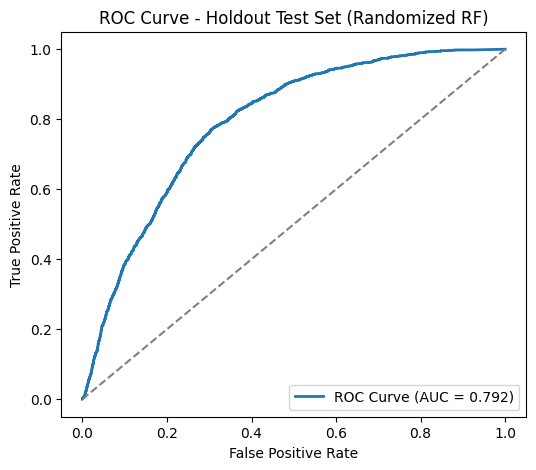 ROC Curve - Holdout Test Set (Randomized RF)
True Positive Rate
1.0
0.8
0.6
0.4
0.2
0.0
ROC Curve (AUC = 0.792)
0.0 0.2 0.4 0.6 0.8 1.0
False Positive Rate